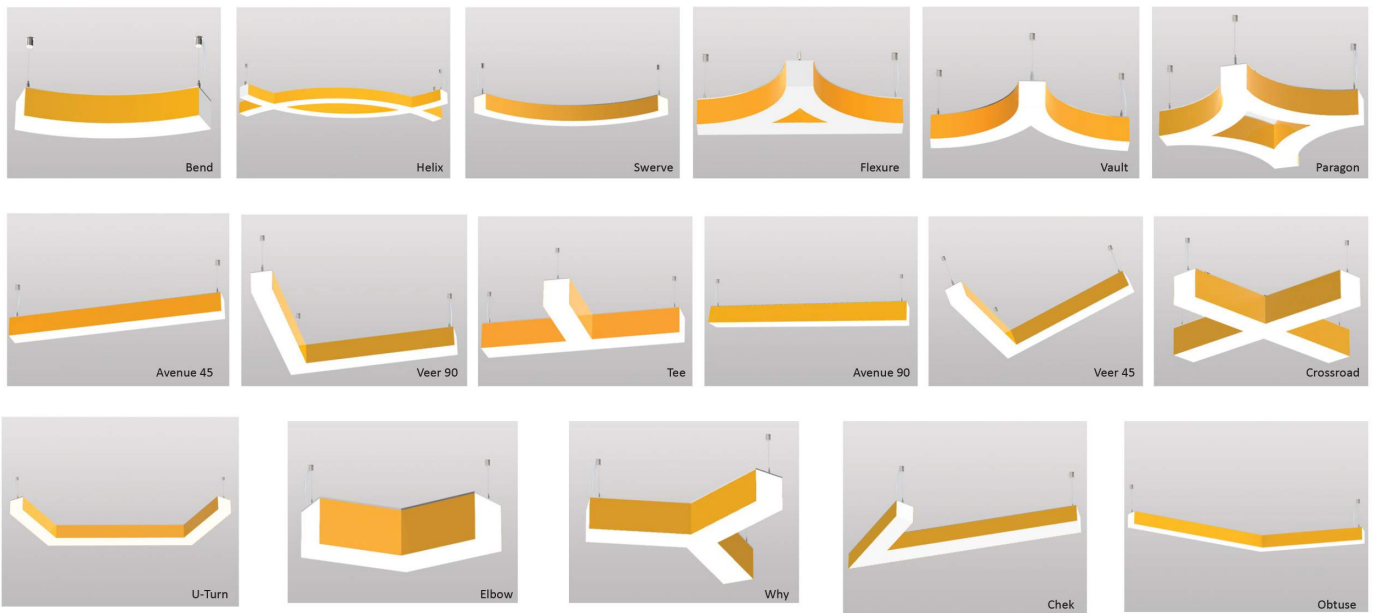 Bend
Helix
Swerve
Flexure
Vault
Paragon
Avenue 45
Veer 90
Tee
Avenue 90
Veer 45
Crossroad
U-Turn
Elbow
Why
Chek
Obtuse